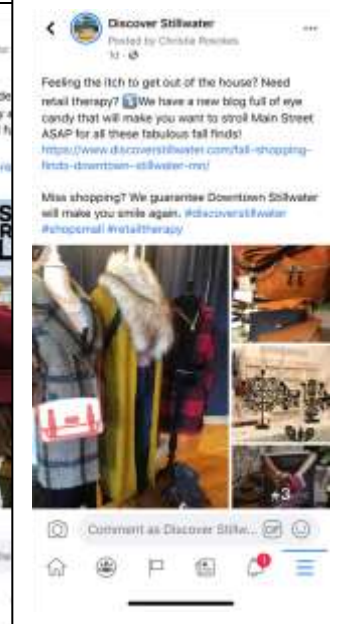 Discover Stillwater
Posted by Christie
1d
Feeling the itch to get out of the house? Need
retail therapy? We have a new blog full of eye
candy that will make you want to stroll Main Street
ASAP for all these fabulous fall finds!
https://www.discoverstillwater.com/fall-shopping-
finds-downtown-stillwater-mn/
Miss shopping? We guarantee Downtown Stillwater
will make you smile again. #discoverstillwater
#shopsmall #retailtherapy
+3
Comment as Discover Stillw...
GIF
1